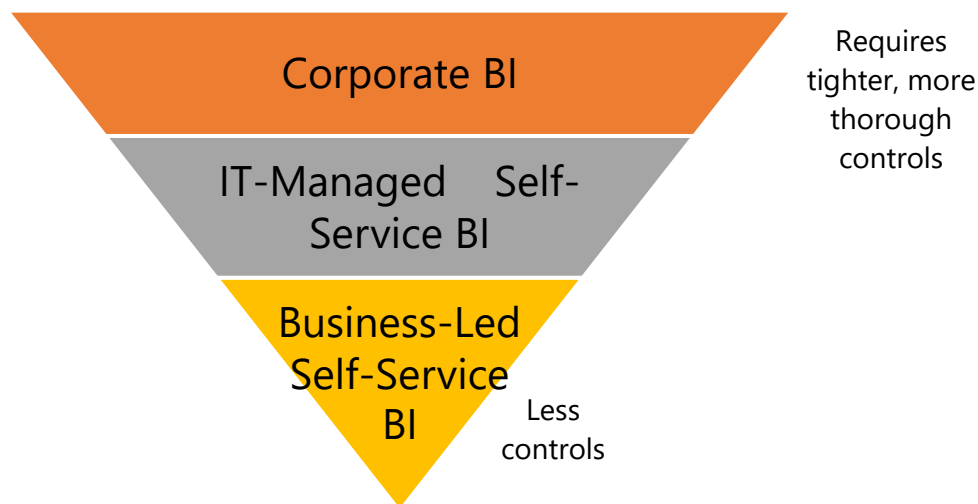 Corporate BI
Requires
tighter, more
thorough
controls
IT-Managed Self-
Service BI
Business-Led
Self-Service
BI
Less
controls